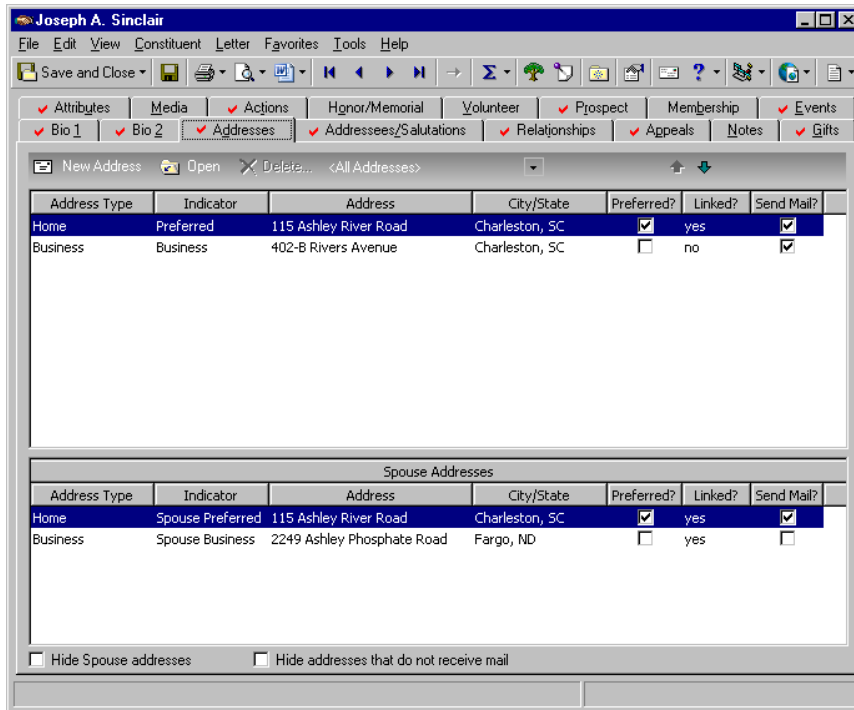 Joseph A. Sinclair
File Edit View Constituent Letter Favorites Tools Help
Save and Close
Attributes Media Actions Honor/Memorial Volunteer Prospect Membership Events
Bio 1 Bio 2 Addresses Addressees/Salutations Relationships Appeals Notes Gifts
New Address Open Delete... <All Addresses>
Address Type Indicator Address City/State Preferred? Linked? Send Mail?
Home Preferred 115 Ashley River Road Charleston, SC yes
Business Business 402-B Rivers Avenue Charleston, SC no
Spouse Addresses
Address Type Indicator Address City/State Preferred? Linked? Send Mail?
Home Spouse Preferred 115 Ashley River Road Charleston, SC yes
Business Spouse Business 2249 Ashley Phosphate Road Fargo, ND yes
Hide Spouse addresses Hide addresses that do not receive mail